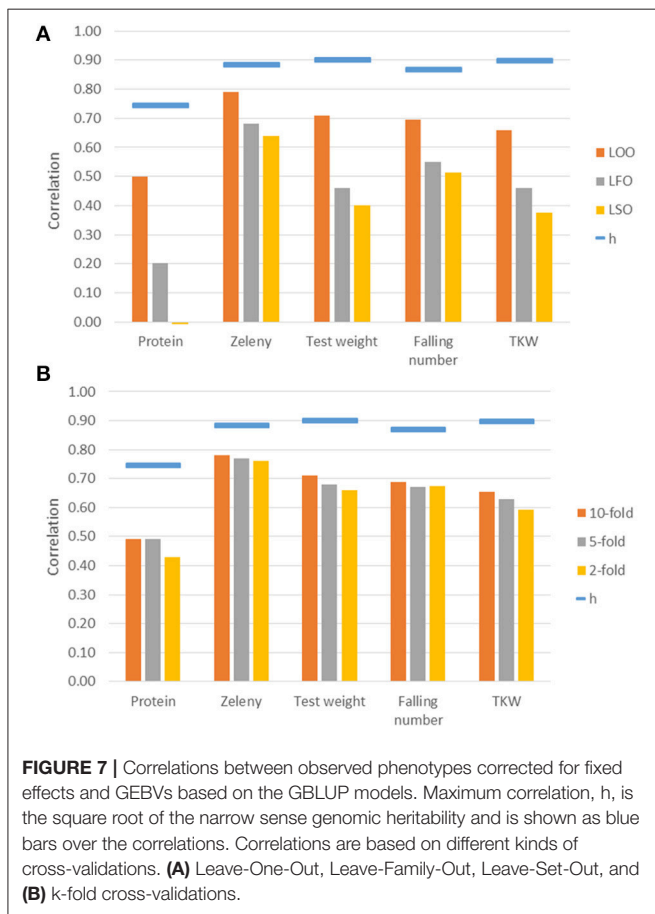 A
1.00
0.90
0.80
0.70
0.60
0.50
0.40
0.30
0.20
0.10
0.00
Correlation
Protein
Zeleny
Test weight
Falling
number
TKW
LOO
LFO
LSO
h
B
1.00
0.90
0.80
0.70
0.60
0.50
0.40
0.30
0.20
0.10
0.00
Correlation
Protein
Zeleny
Test weight
Falling
number
TKW
10-fold
5-fold
2-fold
h
FIGURE 7 | Correlations between observed phenotypes corrected for fixed
effects and GEBVs based on the GBLUP models. Maximum correlation, h, is
the square root of the narrow sense genomic heritability and is shown as blue
bars over the correlations. Correlations are based on different kinds of
cross-validations. (A) Leave-One-Out, Leave-Family-Out, Leave-Set-Out, and
(B) k-fold cross-validations.